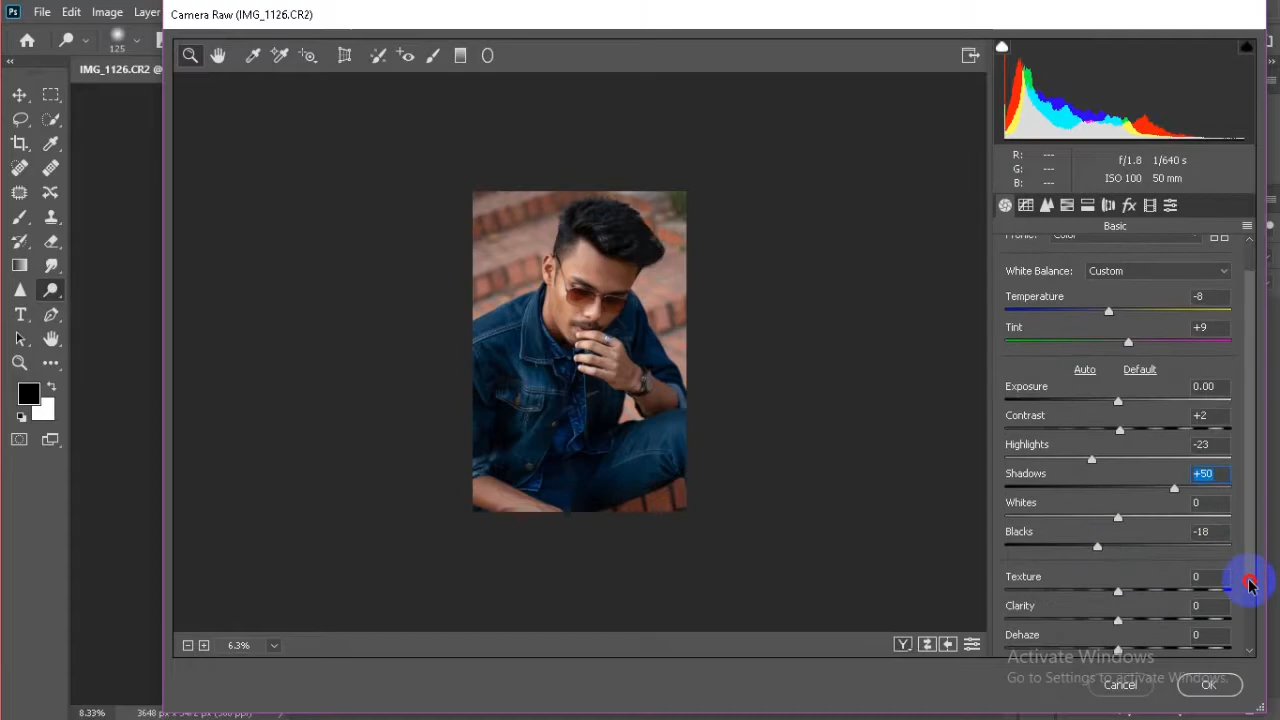 Camera Raw (IMG_1126.CR2)
Ps File Edit Image Layer
125
IMG_1126.CR2 @
f/1.8 1/640 s
R: ---
G: ---
B: ---
ISO 100 50 mm
fx
Basic
Profile: Color
White Balance: Custom
Temperature -8
Tint +9
Auto Default
Exposure 0.00
Contrast +2
Highlights -23
Shadows +50
Whites 0
Blacks -18
Texture 0
Clarity 0
Dehaze 0
6.3%
Y
Activate Windows
Go to Settings to activate Windows.
Cancel OK
8.33%